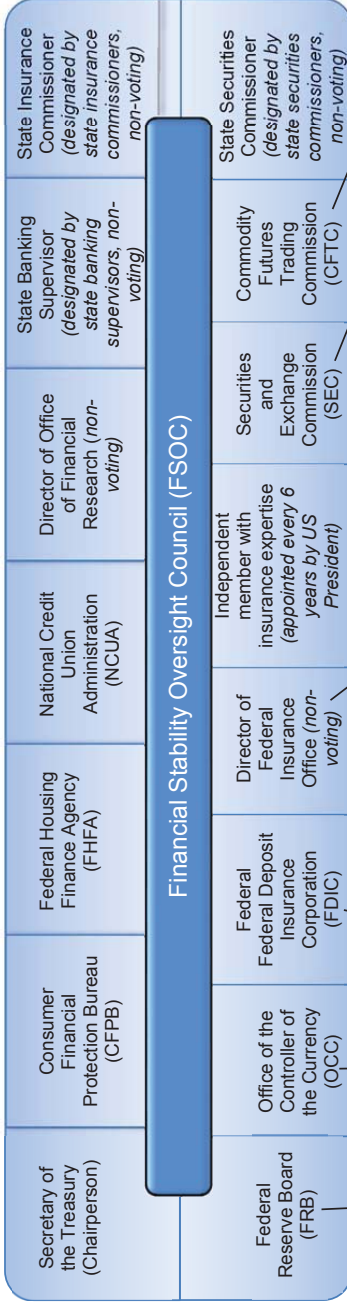 Secretary of
the Treasury
(Chairperson)
Consumer
Financial
Protection Bureau
(CFPB)
Federal Housing
Finance Agency
(FHFA)
National Credit
Union
Administration
(NCUA)
Director of Office
of Financial
Research (non-
voting)
State Banking
Supervisor
(designated by
state banking
supervisors, non-
voting)
State Insurance
Commissioner
(designated by
state insurance
commissioners,
non-voting)
Financial Stability Oversight Council (FSOC)
Federal
Reserve Board
(FRB)
Office of the
Controller of
the Currency
(OCC)
Federal
Federal Deposit
Insurance
Corporation
(FDIC)
Director of
Federal
Insurance
Office (non-
voting)
Independent
member with
insurance expertise
(appointed every 6
years by US
President)
Securities
and
Exchange
Commission
(SEC)
Commodity
Futures
Trading
Commission
(CFTC)
State Securities
Commissioner
(designated by
state securities
commissioners,
non-voting)